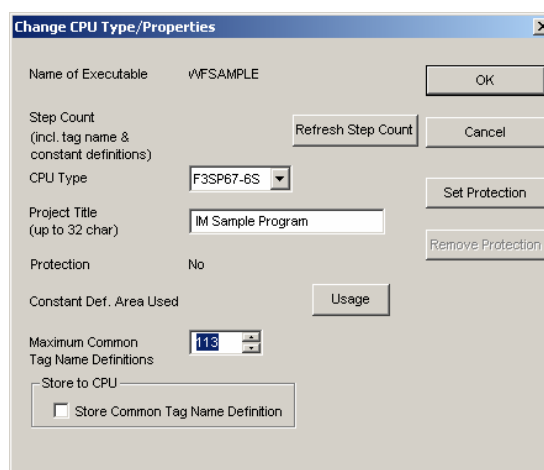 Change CPU Type/Properties
Name of Executable WFSAMPLE
OK
Step Count
(incl. tag name &
constant definitions)
Refresh Step Count
Cancel
CPU Type F3SP67-6S
Set Protection
Project Title
(up to 32 char)
IM Sample Program
Remove Protection
Protection No
Constant Def. Area Used
Usage
Maximum Common
Tag Name Definitions
113
Store to CPU
Store Common Tag Name Definition